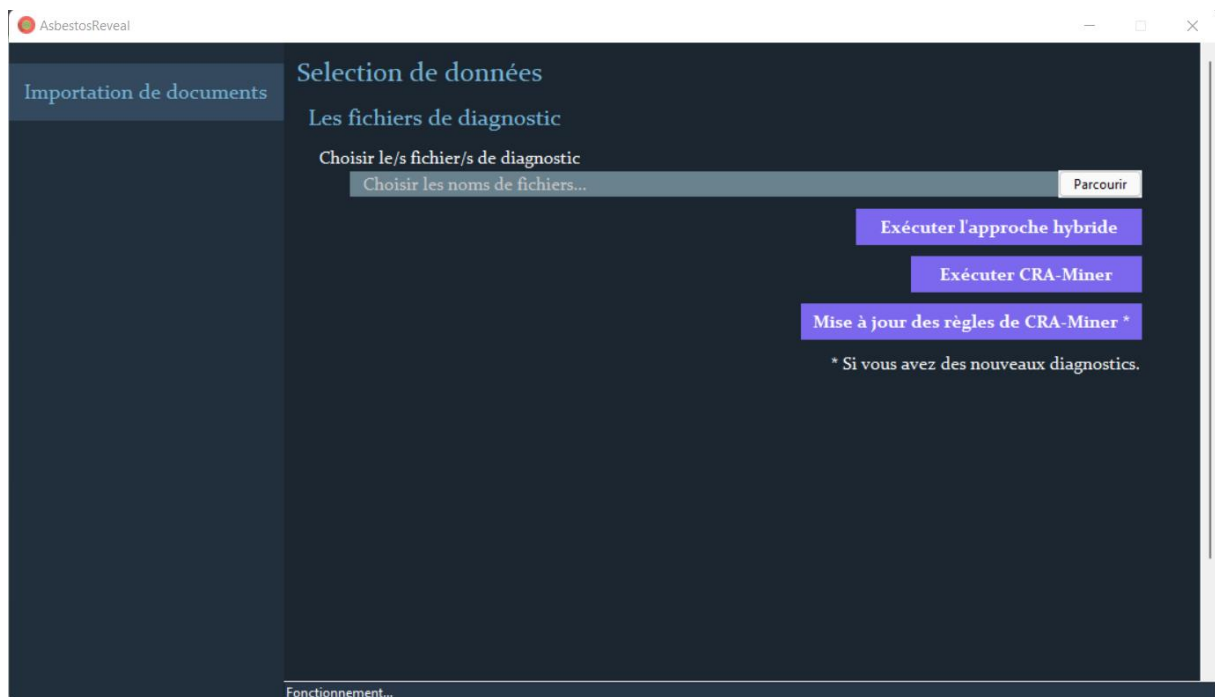 AsbestosReveal
Importation de documents
Selection de données
Les fichiers de diagnostic
Choisir le/s fichier/s de diagnostic
Choisir les noms de fichiers...
Parcourir
Exécuter l'approche hybride
Exécuter CRA-Miner
Mise à jour des règles de CRA-Miner *
* Si vous avez des nouveaux diagnostics.
Fonctionnement...